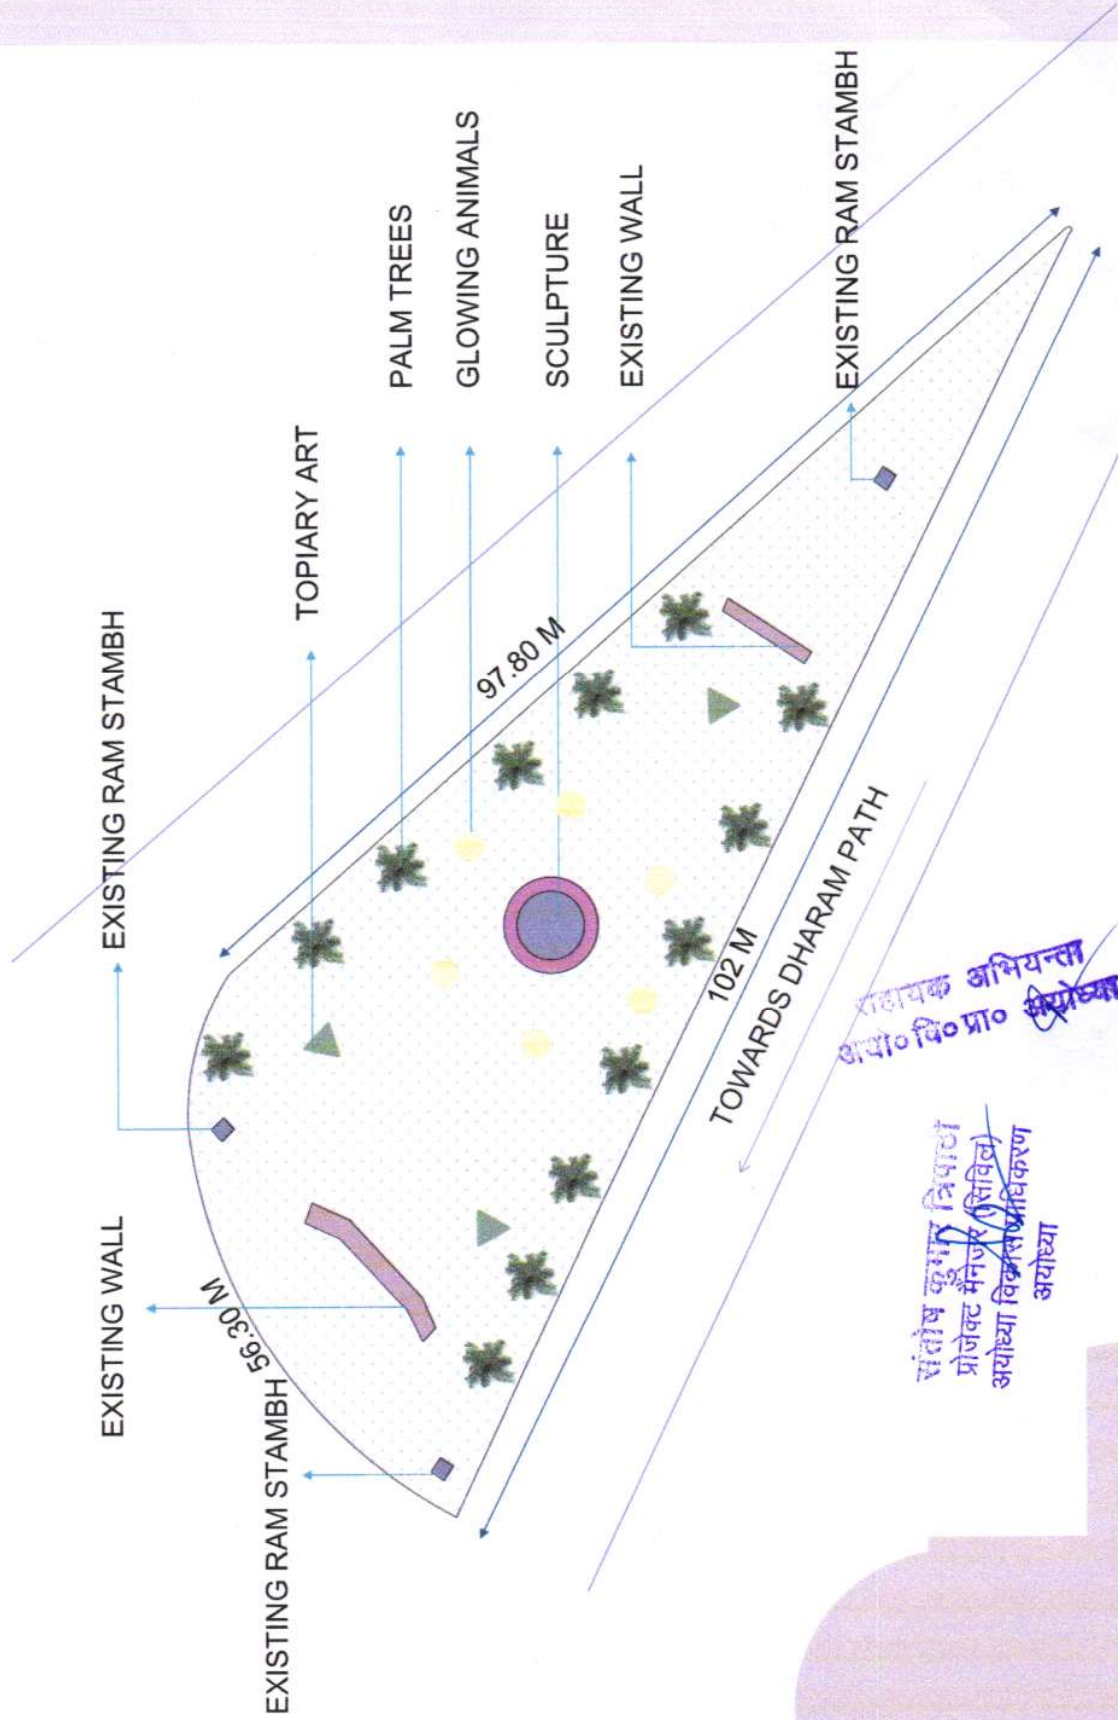 EXISTING RAM STAMBH
EXISTING WALL
EXISTING RAM STAMBH
TOPIARY ART
PALM TREES
GLOWING ANIMALS
SCULPTURE
EXISTING WALL
EXISTING RAM STAMBH
56.30 M
97.80 M
102 M
TOWARDS DHARAM PATH
संतोष कुमार त्रिपाठी
प्रोजेक्ट मैनेजर (सिविल)
अयोध्या विकास प्राधिकरण
अयोध्या
सहायक अभियन्ता
अयो० वि० प्रा० अयोध्या